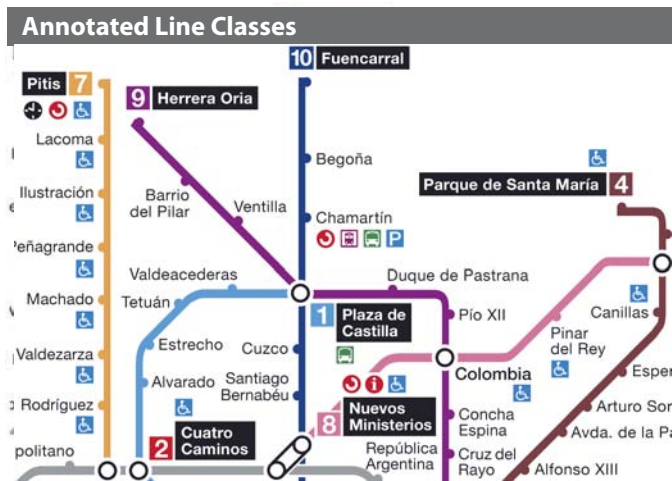 Annotated Line Classes
10 Fuencarral
Pitis 7
9 Herrera Oria
Lacoma
Begoña
Parque de Santa María 4
Ilustración
Barrio
del Pilar
Ventilla
Chamartín
P
Peñagrande
Valdeacederas
Duque de Pastrana
Machado
Tetuán
1 Plaza de
Castilla
Pío XII
Canillas
Estrecho
Cuzco
Pinar
del Rey
Valdezarza
Colombia
Esper
Alvarado
Santiago
Bernabéu
Rodríguez
8 Nuevos
Ministerios
Concha
Espina
Arturo Sor
2 Cuatro
Caminos
Avda. de la Pa
politano
República
Argentina
Cruz del
Rayo
Alfonso XIII